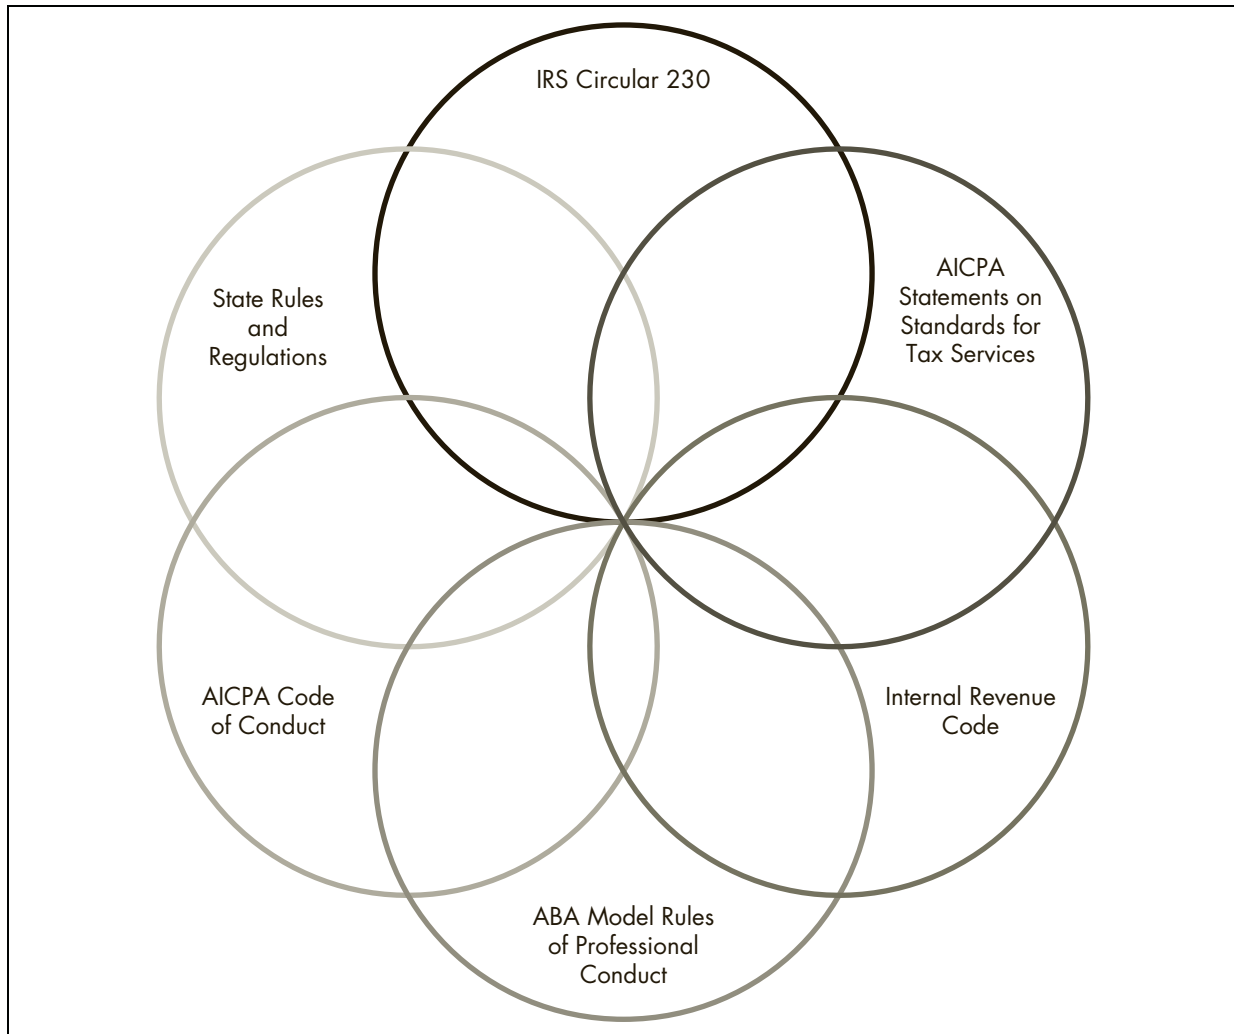 IRS Circular 230
AICPA
Statements on
Standards for
Tax Services
State Rules
and
Regulations
AICPA Code
of Conduct
Internal Revenue
Code
ABA Model Rules
of Professional
Conduct